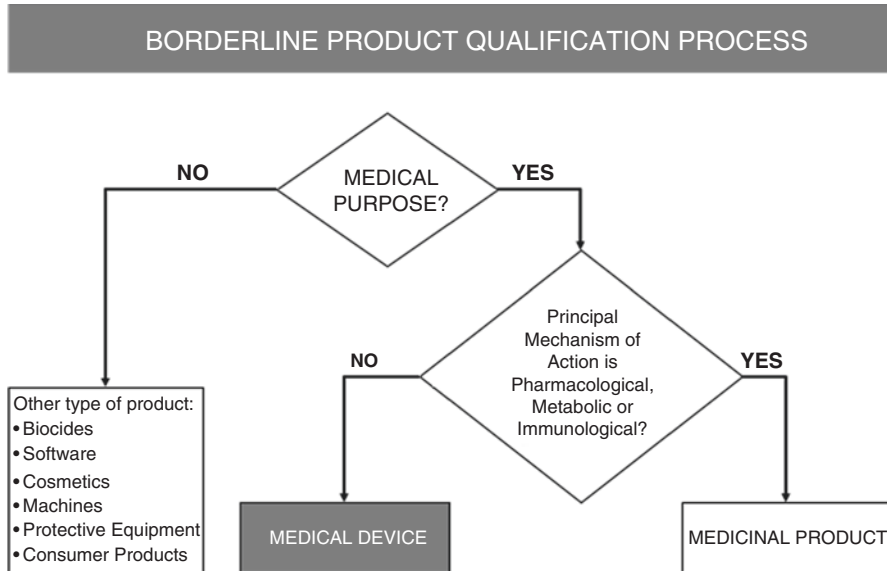 BORDERLINE PRODUCT QUALIFICATION PROCESS
NO
YES
MEDICAL
PURPOSE?
Principal
Mechanism of
Action is
Pharmacological,
Metabolic or
Immunological?
NO
YES
Other type of product:
• Biocides
• Software
• Cosmetics
• Machines
• Protective Equipment
• Consumer Products
MEDICAL DEVICE
MEDICINAL PRODUCT